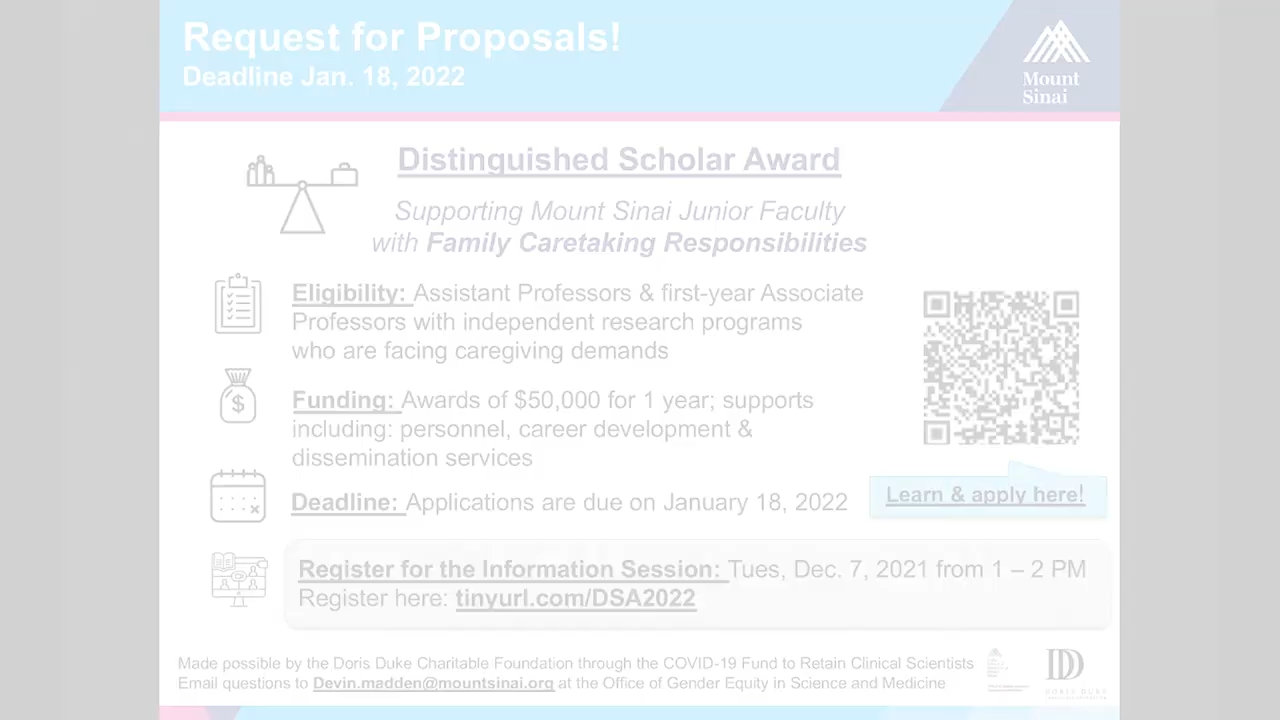 Request for Proposals!
Deadline Jan. 18, 2022
Mount
Sinai
Distinguished Scholar Award
Supporting Mount Sinai Junior Faculty
with Family Caretaking Responsibilities
Eligibility: Assistant Professors & first-year Associate
Professors with independent research programs
who are facing caregiving demands
Funding: Awards of $50,000 for 1 year; supports
including: personnel, career development &
dissemination services
Deadline: Applications are due on January 18, 2022
Learn & apply here!
Register for the Information Session: Tues, Dec. 7, 2021 from 1 – 2 PM
Register here: tinyurl.com/DSA2022
Made possible by the Doris Duke Charitable Foundation through the COVID-19 Fund to Retain Clinical Scientists
Email questions to Devin.madden@mountsinai.org at the Office of Gender Equity in Science and Medicine
DORIS DUKE